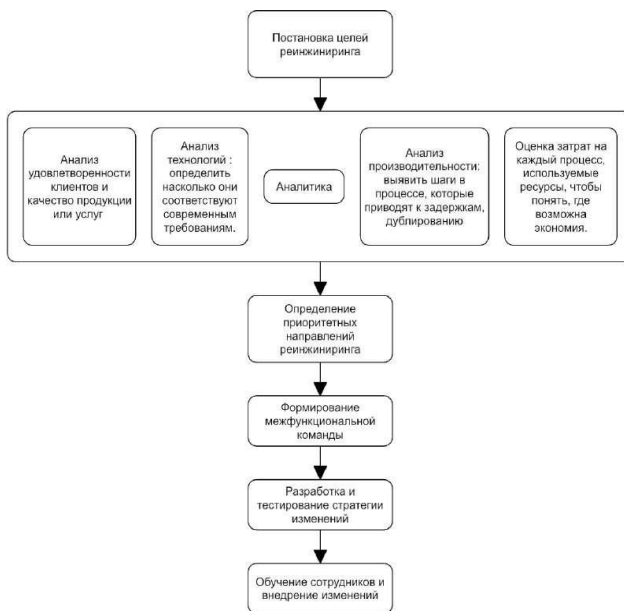 Постановка целей
реинжиниринга
Анализ
удовлетворенности
клиентов и
качество продукции
или услуг
Анализ
технологий :
определить
насколько они
соответствуют
современным
требованиям.
Аналитика
Анализ
производительности:
выявить шаги в
процессе, которые
приводят к задержкам,
дублированию
Оценка затрат на
каждый процесс,
используемые
ресурсы, чтобы
понять, где
возможна
экономия.
Определение
приоритетных
направлений
реинжиниринга
Формирование
межфункциональной
команды
Разработка и
тестирование стратегии
изменений
Обучение сотрудников и
внедрение изменений